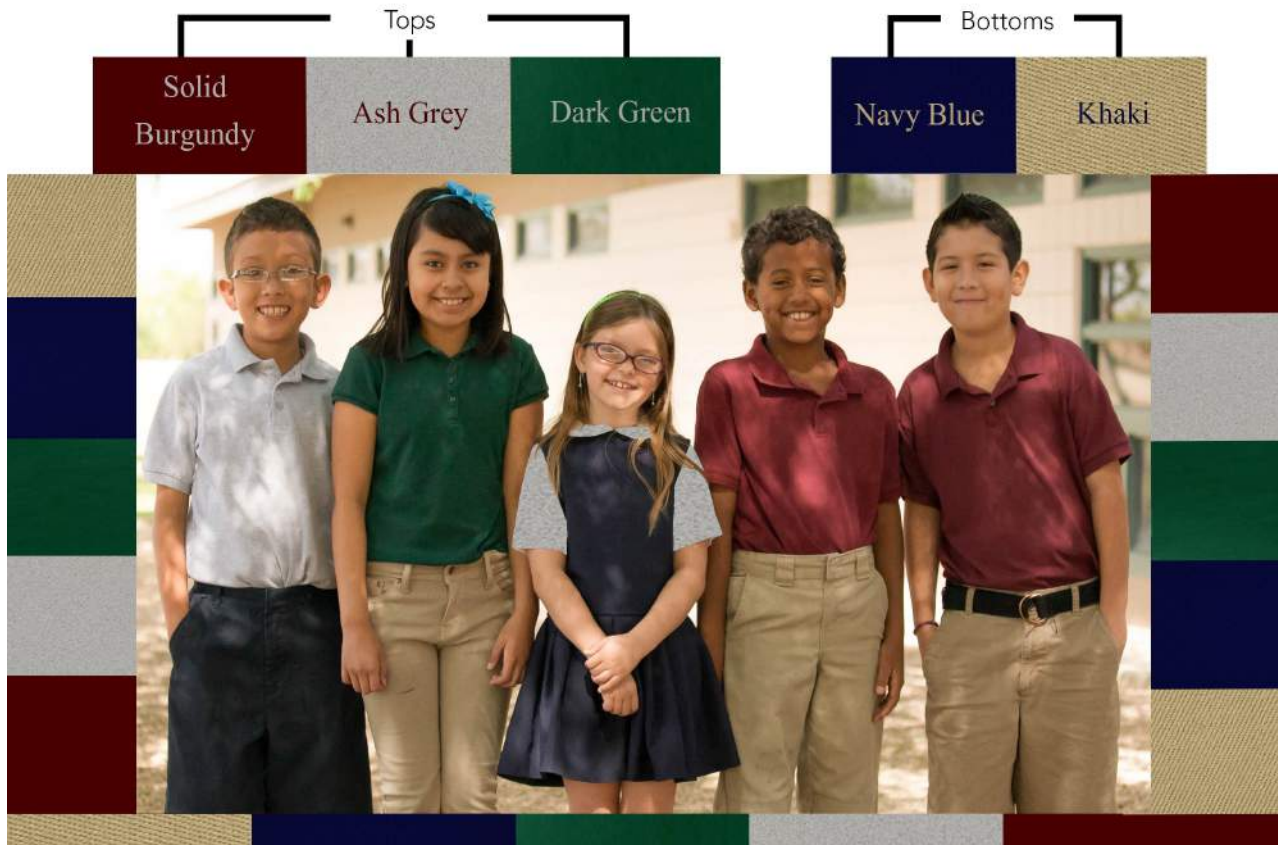 Tops
Bottoms
Solid
Burgundy
Ash Grey
Dark Green
Navy Blue
Khaki